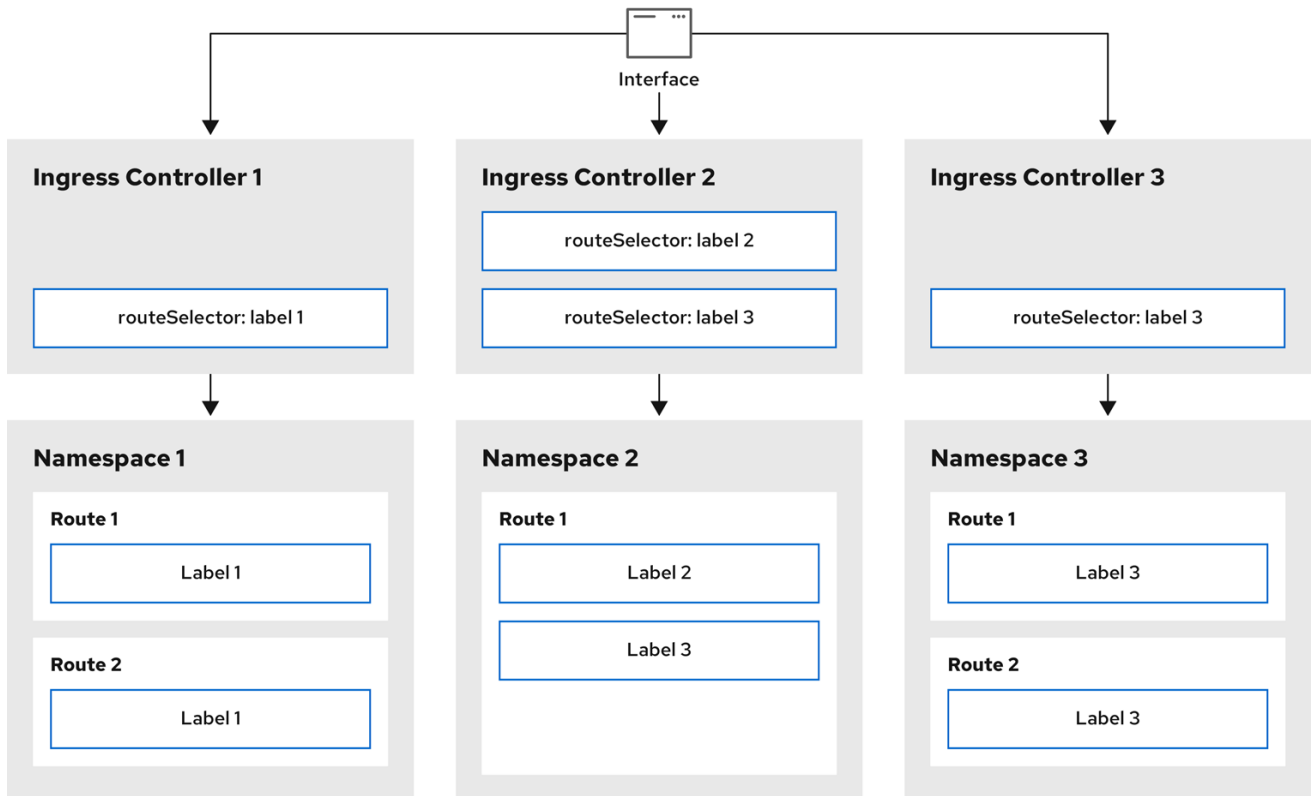 Interface
Ingress Controller 1
routeSelector: label 1
Ingress Controller 2
routeSelector: label 2
routeSelector: label 3
Ingress Controller 3
routeSelector: label 3
Namespace 1
Route 1
Label 1
Route 2
Label 1
Namespace 2
Route 1
Label 2
Label 3
Namespace 3
Route 1
Label 3
Route 2
Label 3